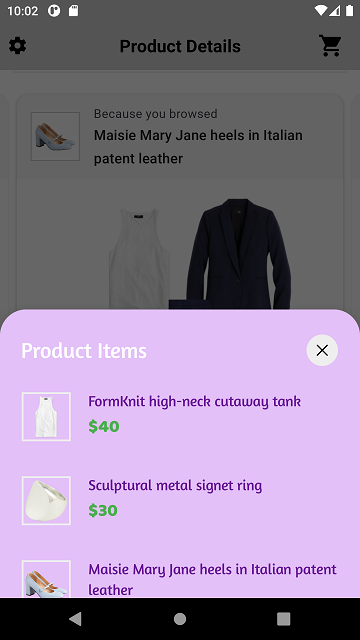 10:02
Product Details
Because you browsed
Maisie Mary Jane heels in Italian
patent leather
Product Items
FormKnit high-neck cutaway tank
$40
Sculptural metal signet ring
$30
Maisie Mary Jane heels in Italian patent
leather